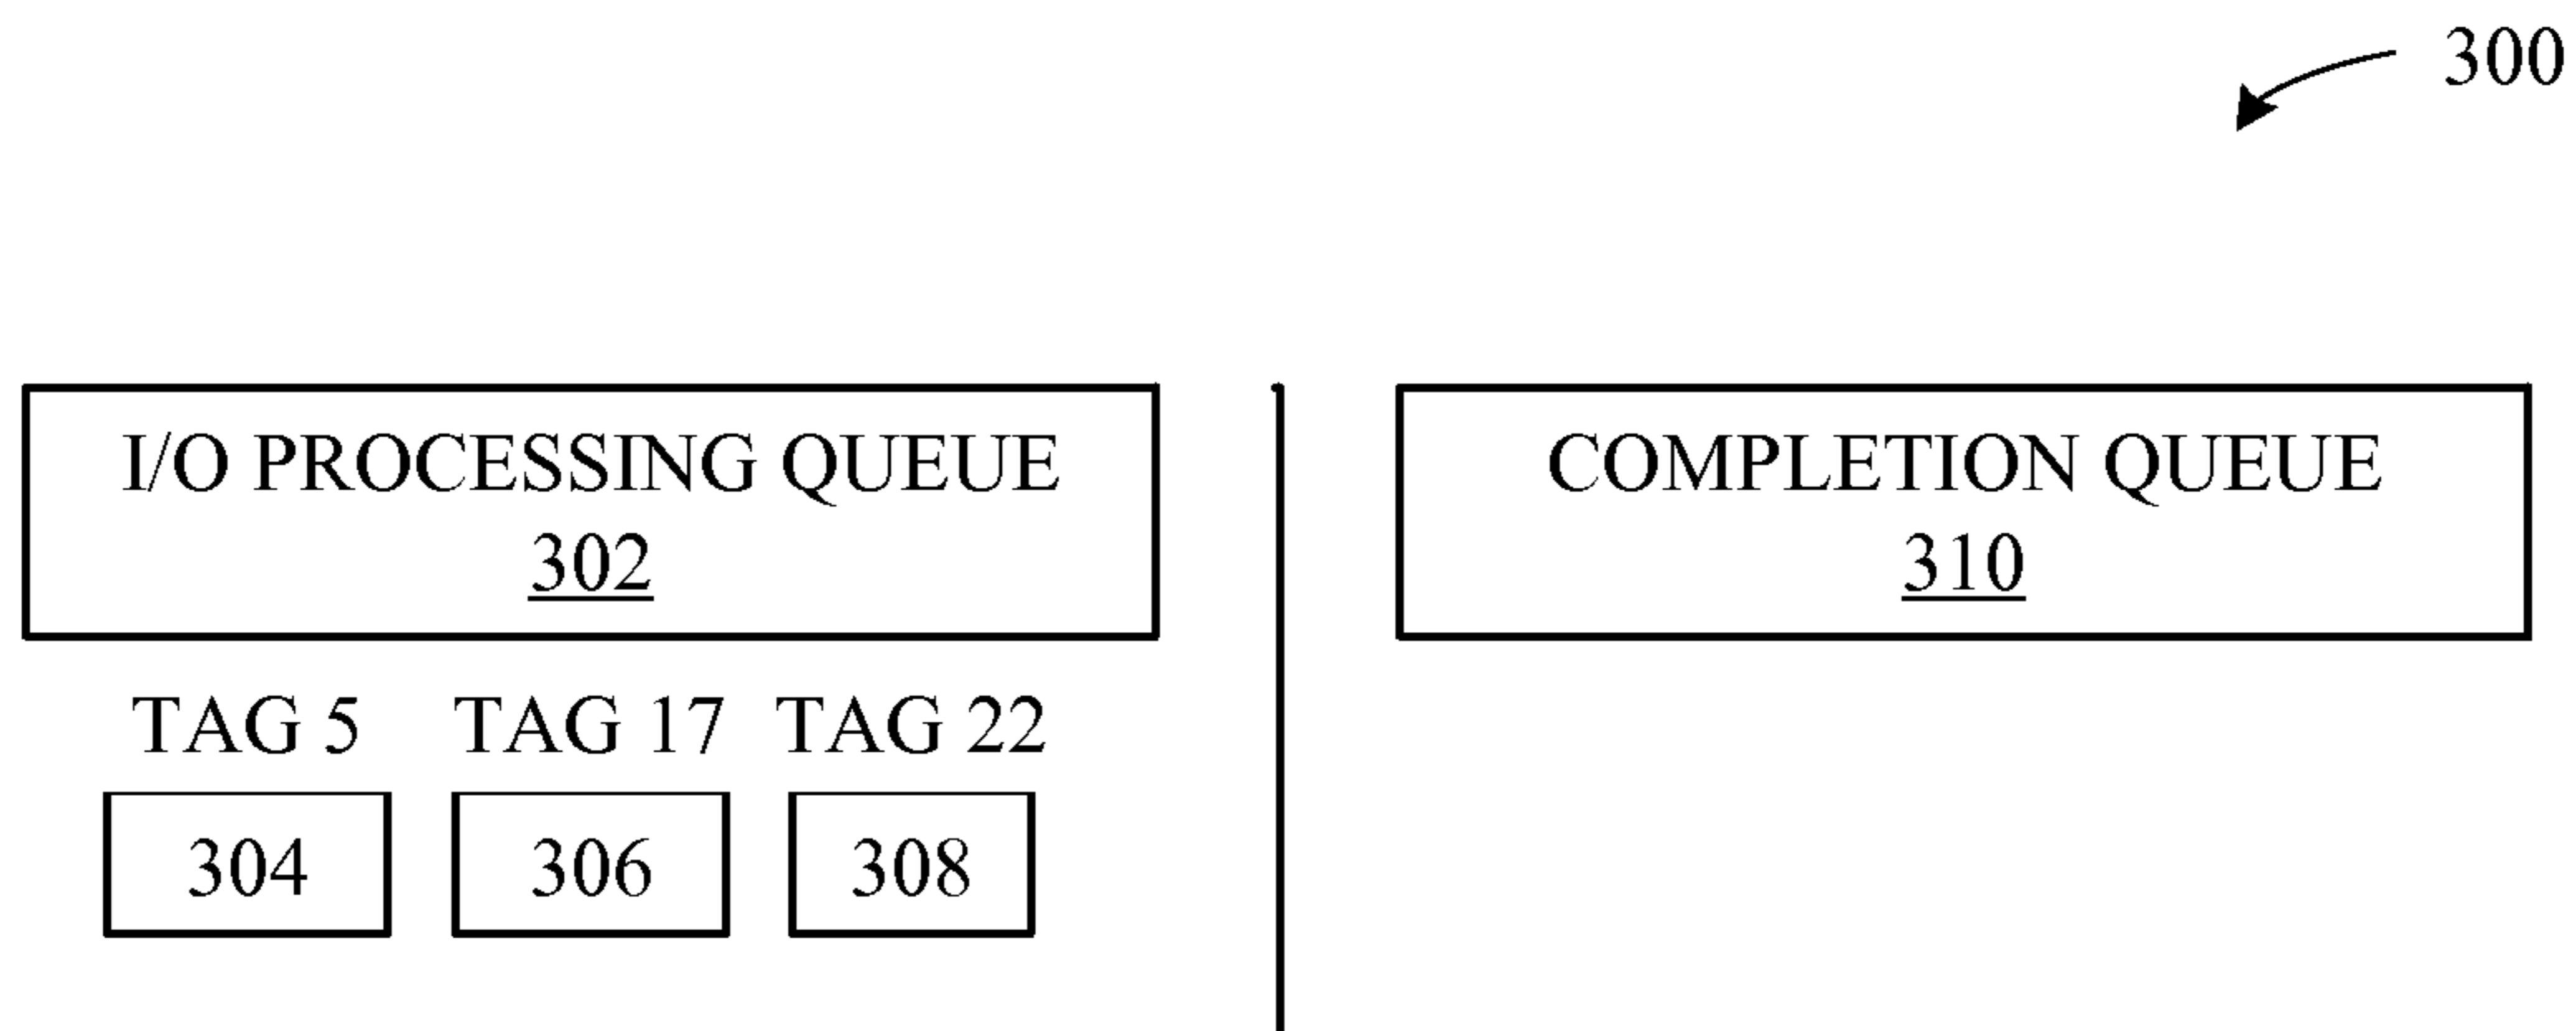 300
I/O PROCESSING QUEUE
302
COMPLETION QUEUE
310
TAG 5 TAG 17 TAG 22
304 306 308